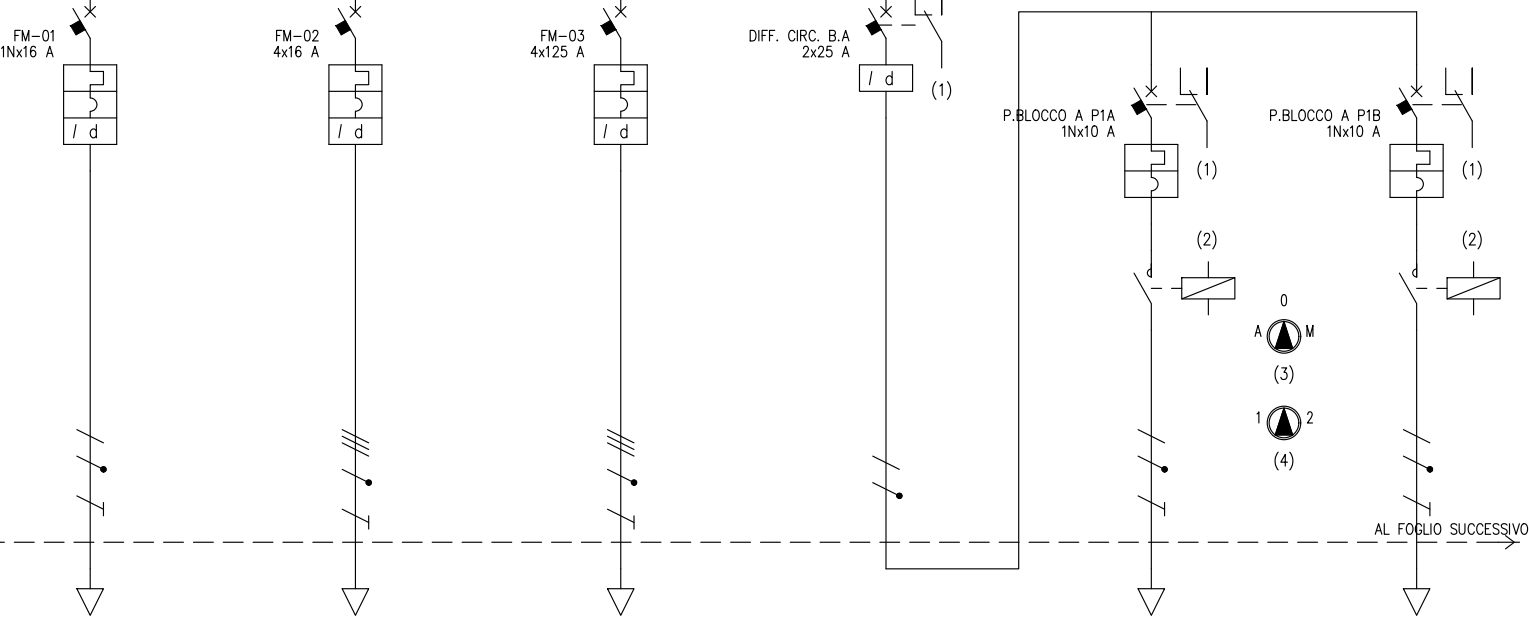 FM-01
1Nx16 A
I d
FM-02
4x16 A
I d
FM-03
4x125 A
I d
DIFF. CIRC. B.A
2x25 A
I d
(1)
P.BLOCCO A P1A
1Nx10 A
(1)
(2)
P.BLOCCO A P1B
1Nx10 A
(1)
(2)
0
A M
(3)
1 2
(4)
AL FOGLIO SUCCESSIVO